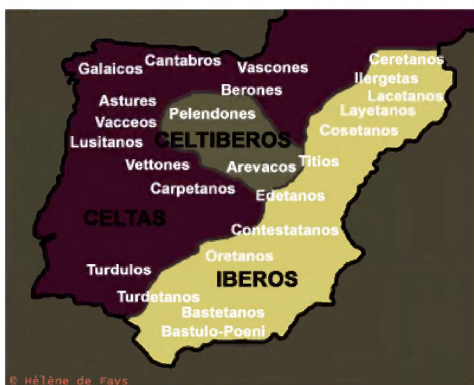 Cantabros
Galaicos
Vascones
Ceretanos
Ilergetas
Berones
Astures
Lacetanos
Pelendones
Layetanos
Vacceos
Cosetanos
Lusitanos
CELTIBEROS
Vettones
Arevacos
Titios
Carpetanos
Edetanos
CELTAS
Contestatanos
Oretanos
Turdulos
IBEROS
Turdetanos
Bastetanos
Bastulo-Poeni
© Hélène de Fays